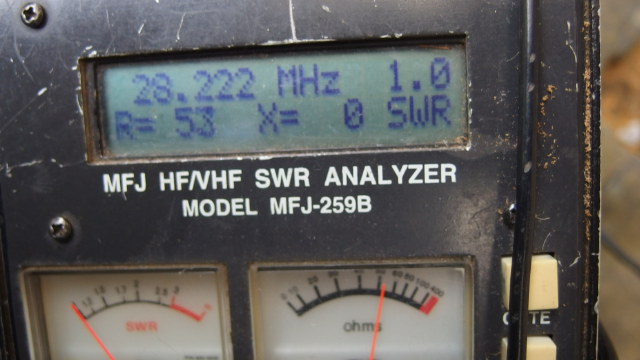 28.222 MHz 1.0
R= 53 X= 0 SWR
MFJ HF/VHF SWR ANALYZER
MODEL MFJ-259B
SWR
ohms